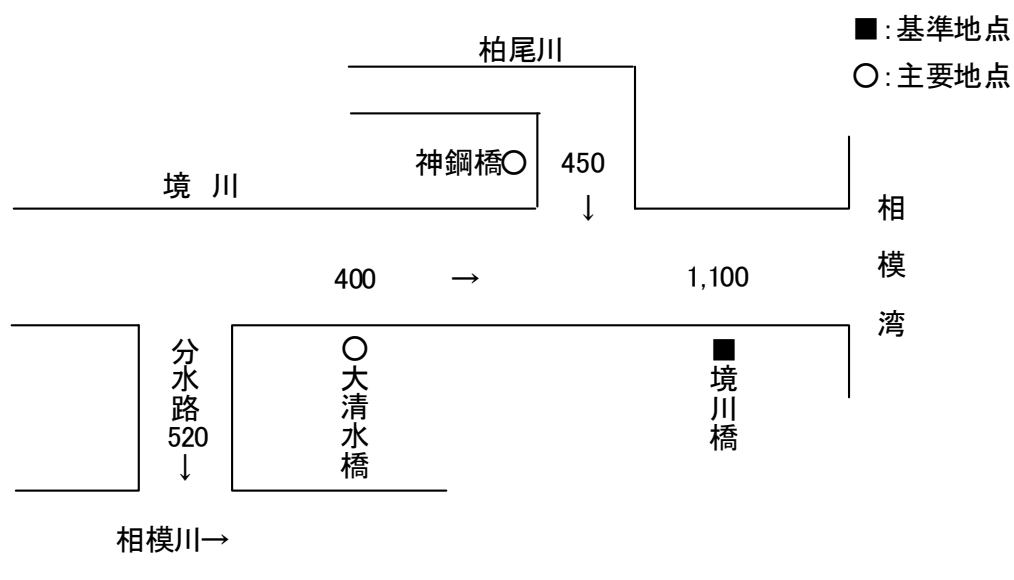 ■:基準地点
○:主要地点
柏尾川
神鋼橋○
450
↓
境 川
400 →
1,100
相模湾
分水路
520
↓
○大清水橋
■境川橋
相模川→